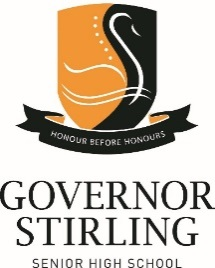 HONOUR BEFORE HONOURS
GOVERNOR
STIRLING
SENIOR HIGH SCHOOL